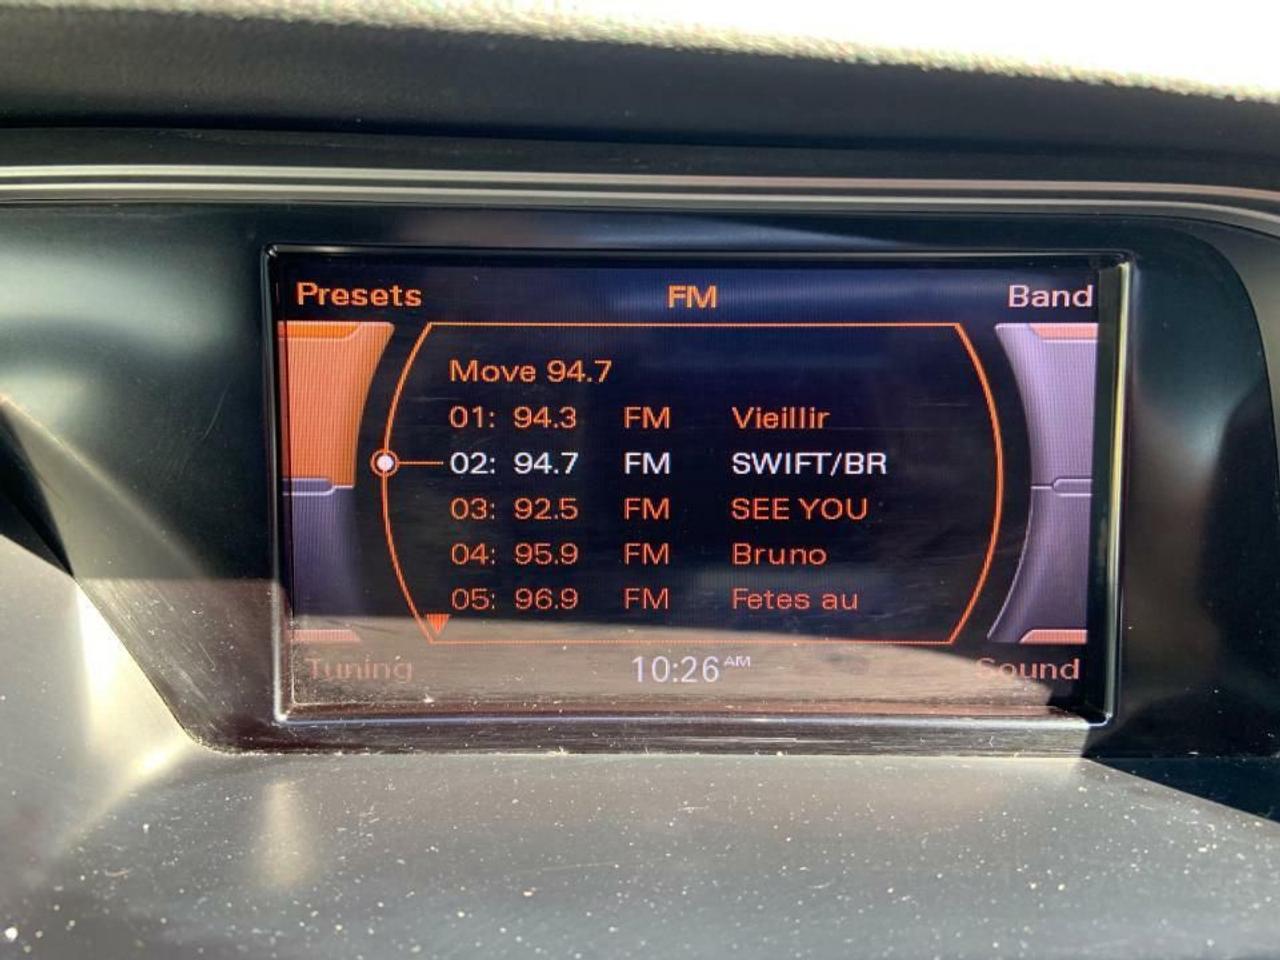 Presets FM Band
Move 94.7
01: 94.3 FM Vieillir
02: 94.7 FM SWIFT/BR
03: 92.5 FM SEE YOU
04: 95.9 FM Bruno
05: 96.9 FM Fetes au
Tuning 10:26 AM Sound